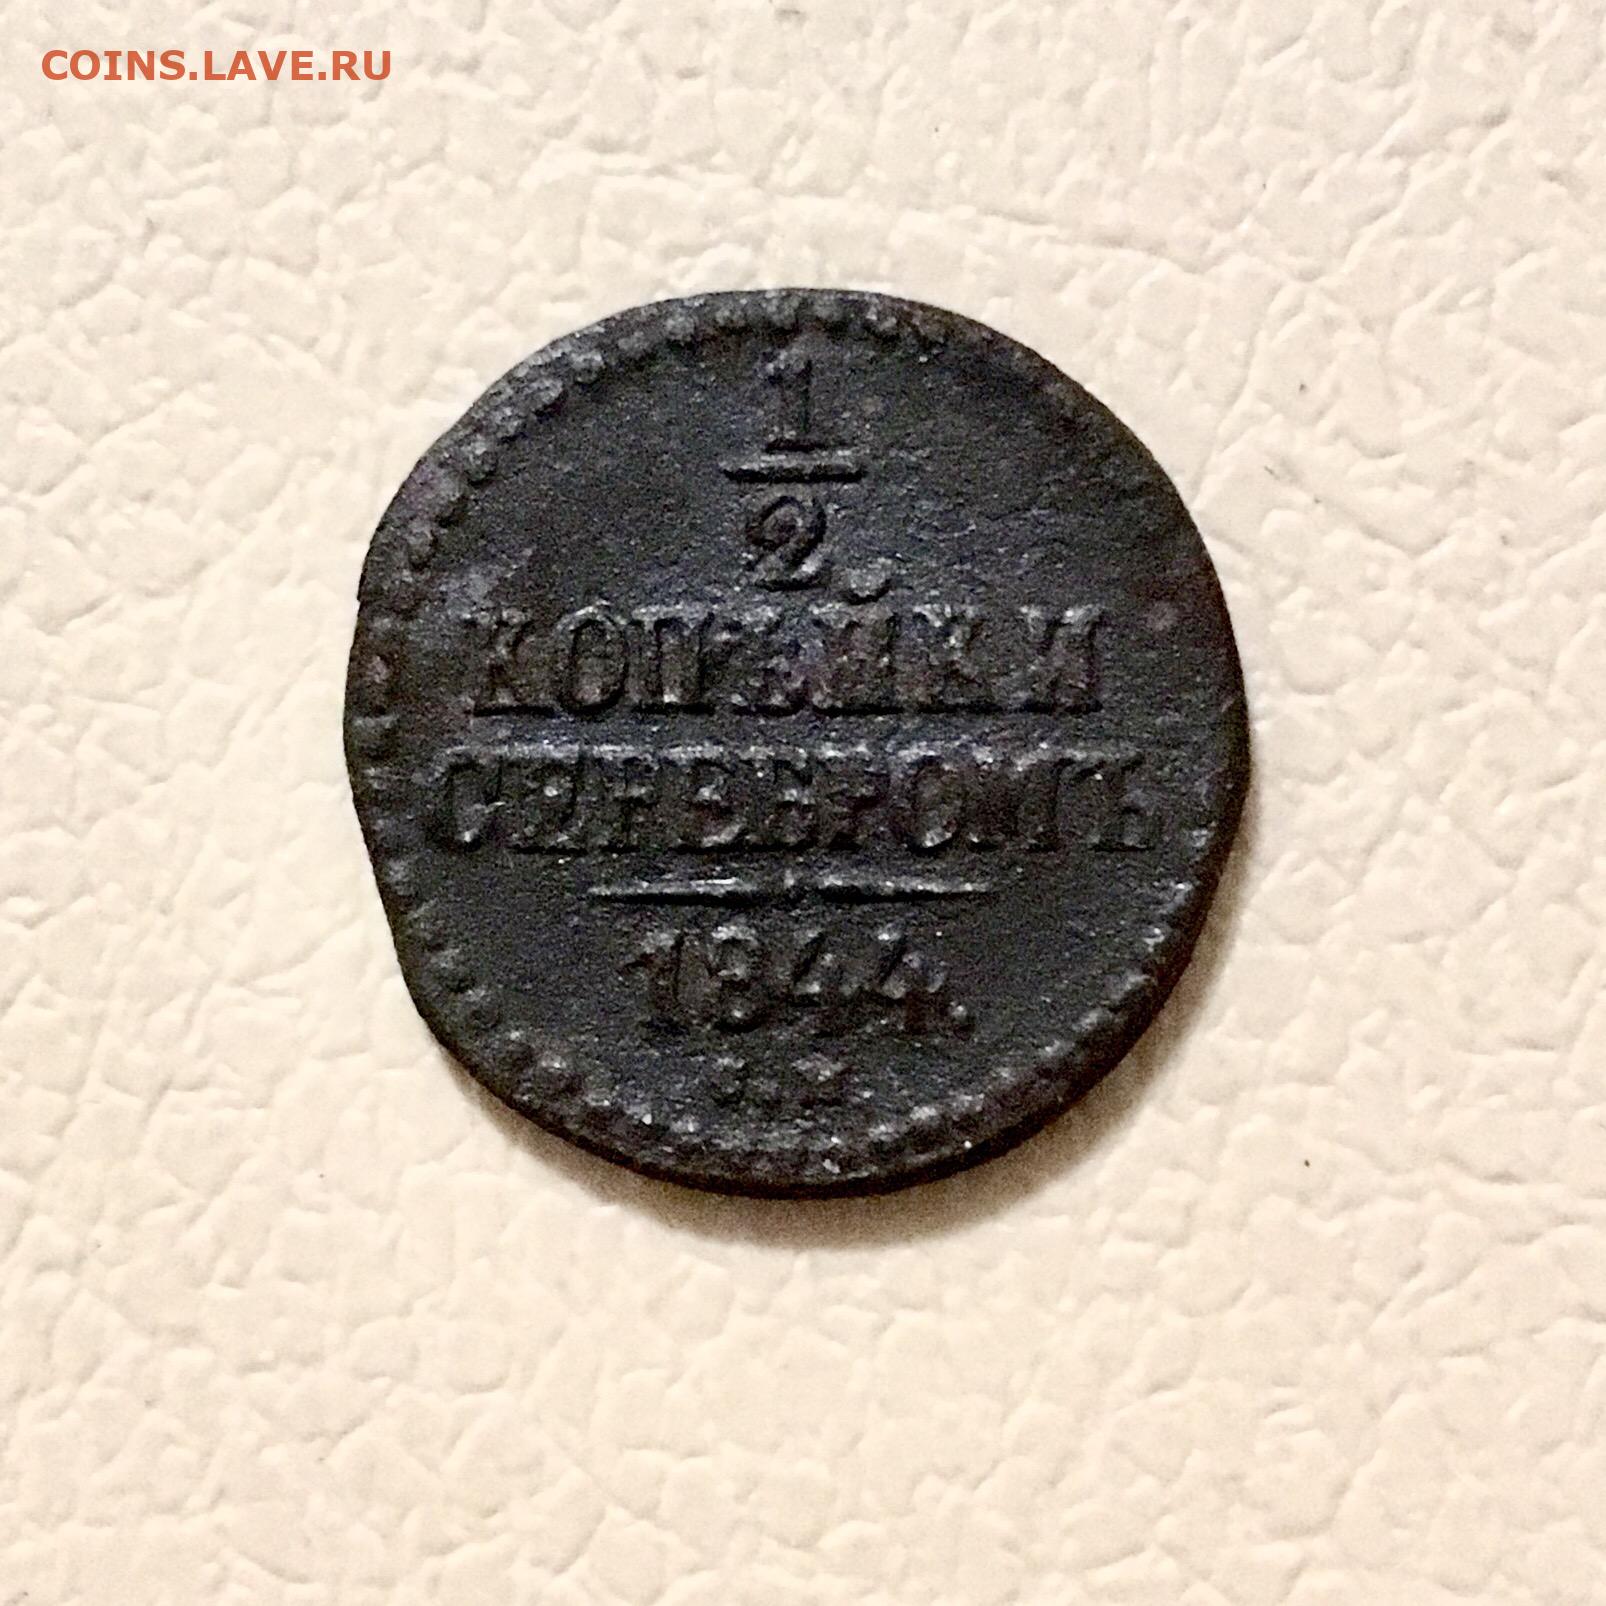 COINS.LAVE.RU
1
2
КОПѢЙКИ
СЕРЕБРОМЪ
1844.